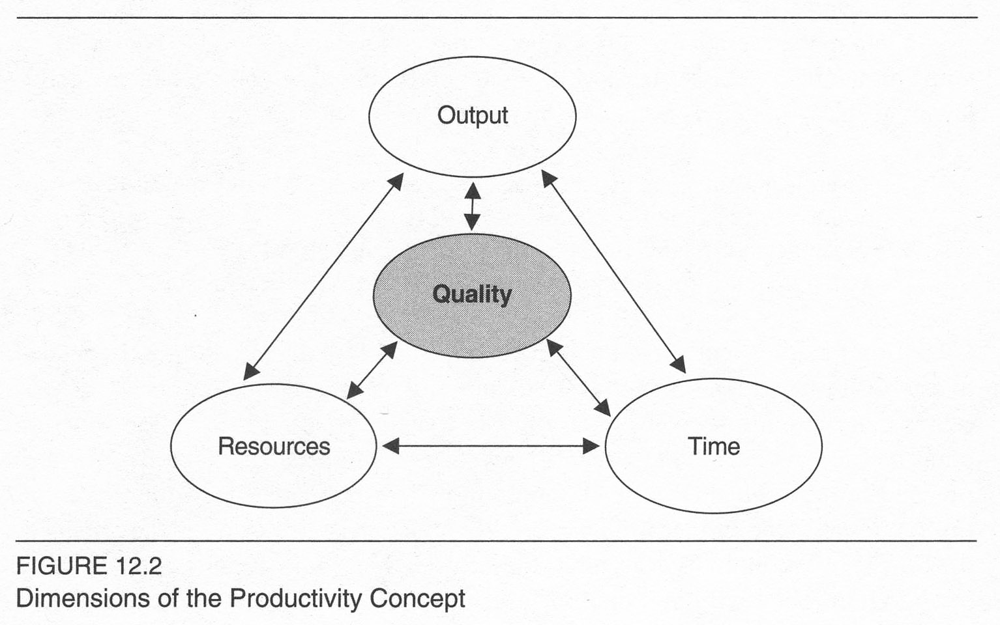 Output
Quality
Resources
Time
FIGURE 12.2
Dimensions of the Productivity Concept